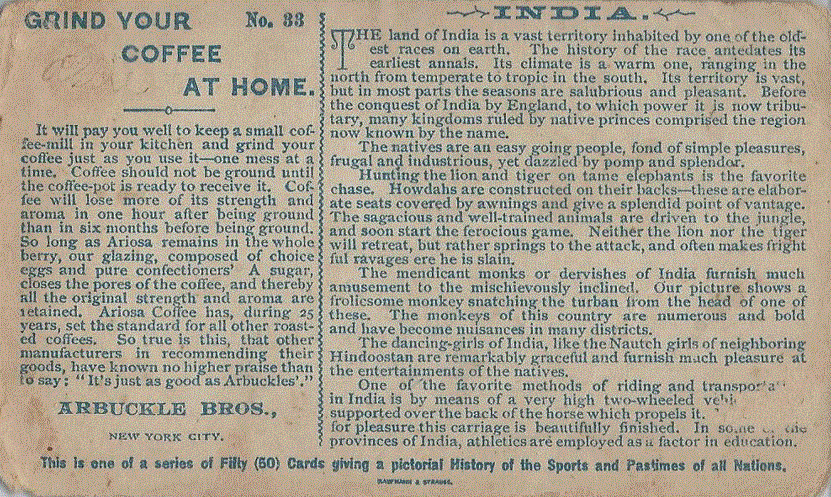 GRIND YOUR No. 33
COFFEE
AT HOME.
It will pay you well to keep a small cof-
fee-mill in your kitchen and grind your
coffee just as you use it—one mess at a
time. Coffee should not be ground until
the coffee-pot is ready to receive it. Cof-
fee will lose more of its strength and
aroma in one hour after being ground
than in six months before being ground.
So long as Ariosa remains in the whole
berry, our glazing, composed of choice
eggs and pure confectioners' A sugar,
closes the pores of the coffee, and thereby
all the original strength and aroma are
retained. Ariosa Coffee has, during 25
years, set the standard for all other roast-
ed coffees. So true is this, that other
manufacturers in recommending their
goods, have known no higher praise than
to say: "It's just as good as Arbuckles'."
ARBUCKLE BROS.,
NEW YORK CITY.
INDIA.
THE land of India is a vast territory inhabited by one of the old-
est races on earth. The history of the race antedates its
earliest annals. Its climate is a warm one, ranging in the
north from temperate to tropic in the south. Its territory is vast,
but in most parts the seasons are salubrious and pleasant. Before
the conquest of India by England, to which power it is now tribu-
tary, many kingdoms ruled by native princes comprised the region
now known by the name.
The natives are an easy going people, fond of simple pleasures,
frugal and industrious, yet dazzled by pomp and splendor.
Hunting the lion and tiger on tame elephants is the favorite
chase. Howdahs are constructed on their backs—these are elabor-
ate seats covered by awnings and give a splendid point of vantage.
The sagacious and well-trained animals are driven to the jungle,
and soon start the ferocious game. Neither the lion nor the tiger
will retreat, but rather springs to the attack, and often makes fright
ful ravages ere he is slain.
The mendicant monks or dervishes of India furnish much
amusement to the mischievously inclined. Our picture shows a
frolicsome monkey snatching the turban from the head of one of
these. The monkeys of this country are numerous and bold
and have become nuisances in many districts.
The dancing-girls of India, like the Nautch girls of neighboring
Hindoostan are remarkably graceful and furnish much pleasure at
the entertainments of the natives.
One of the favorite methods of riding and
in India is by means of a very high two-wheeled
supported over the back of the horse which propels it.
for pleasure this carriage is beautifully finished. In some of the
provinces of India, athletics are employed as a factor in education.
This is one of a series of Fifty (50) Cards giving a pictorial History of the Sports and Pastimes of all Nations.